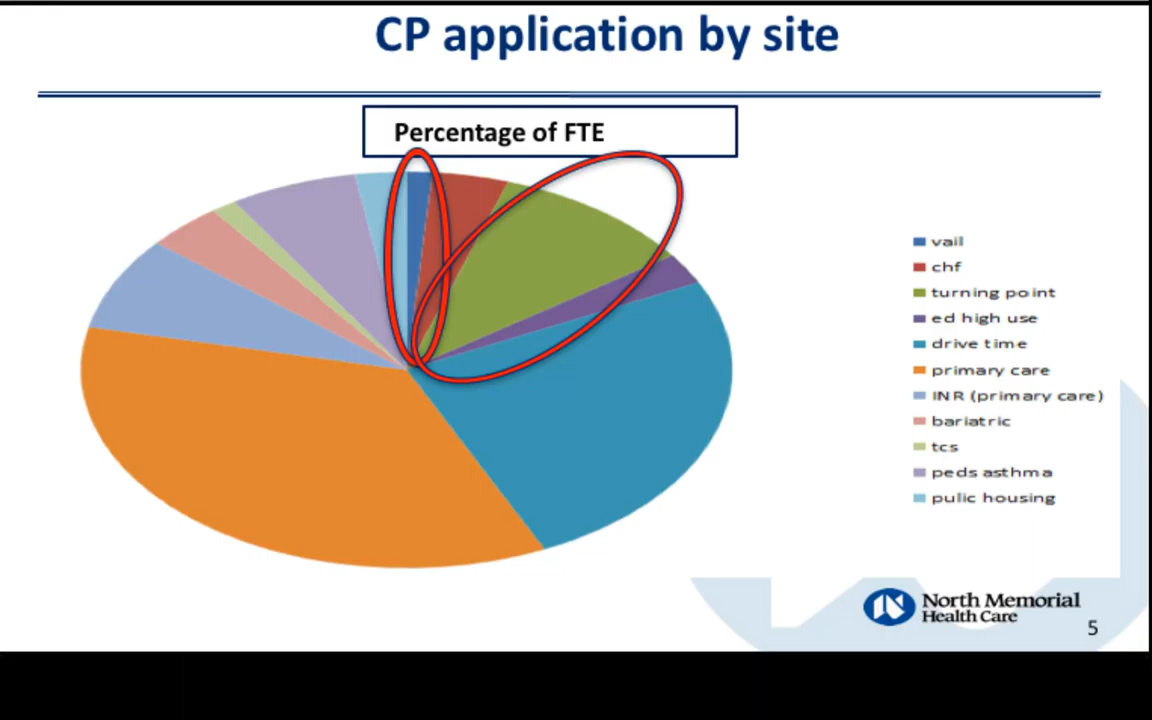 CP application by site
Percentage of FTE
vail
chf
turning point
ed high use
drive time
primary care
INR (primary care)
bariatric
tcs
peds asthma
pulic housing
North Memorial
Health Care
5